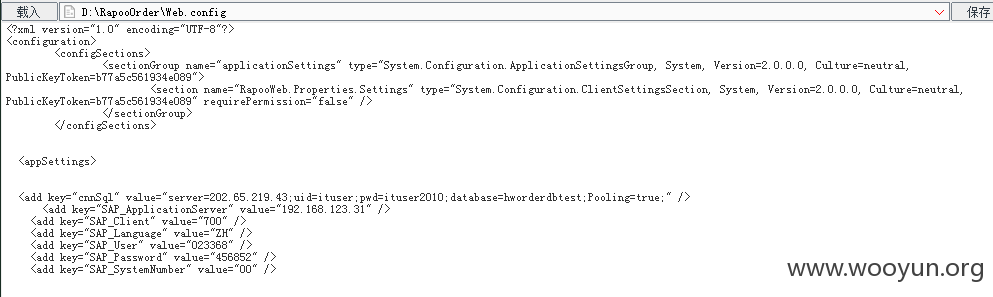 载入 D:\RapooOrder\Web.config 保存
<?xml version="1.0" encoding="UTF-8"?>
<configuration>
<configSections>
<sectionGroup name="applicationSettings" type="System.Configuration.ApplicationSettingsGroup, System, Version=2.0.0.0, Culture=neutral,
PublicKeyToken=b77a5c561934e089">
<section name="RapooWeb.Properties.Settings" type="System.Configuration.ClientSettingsSection, System, Version=2.0.0.0, Culture=neutral,
PublicKeyToken=b77a5c561934e089" requirePermission="false" />
</sectionGroup>
</configSections>
<appSettings>
<add key="cnnSql" value="server=202.65.219.43;uid=ituser;pwd=ituser2010;database=hworderdbtest;Pooling=true;" />
<add key="SAP_ApplicationServer" value="192.168.123.31" />
<add key="SAP_Client" value="700" />
<add key="SAP_Language" value="ZH" />
<add key="SAP_User" value="023368" />
<add key="SAP_Password" value="456852" />
<add key="SAP_SystemNumber" value="00" />
www.wooyun.org